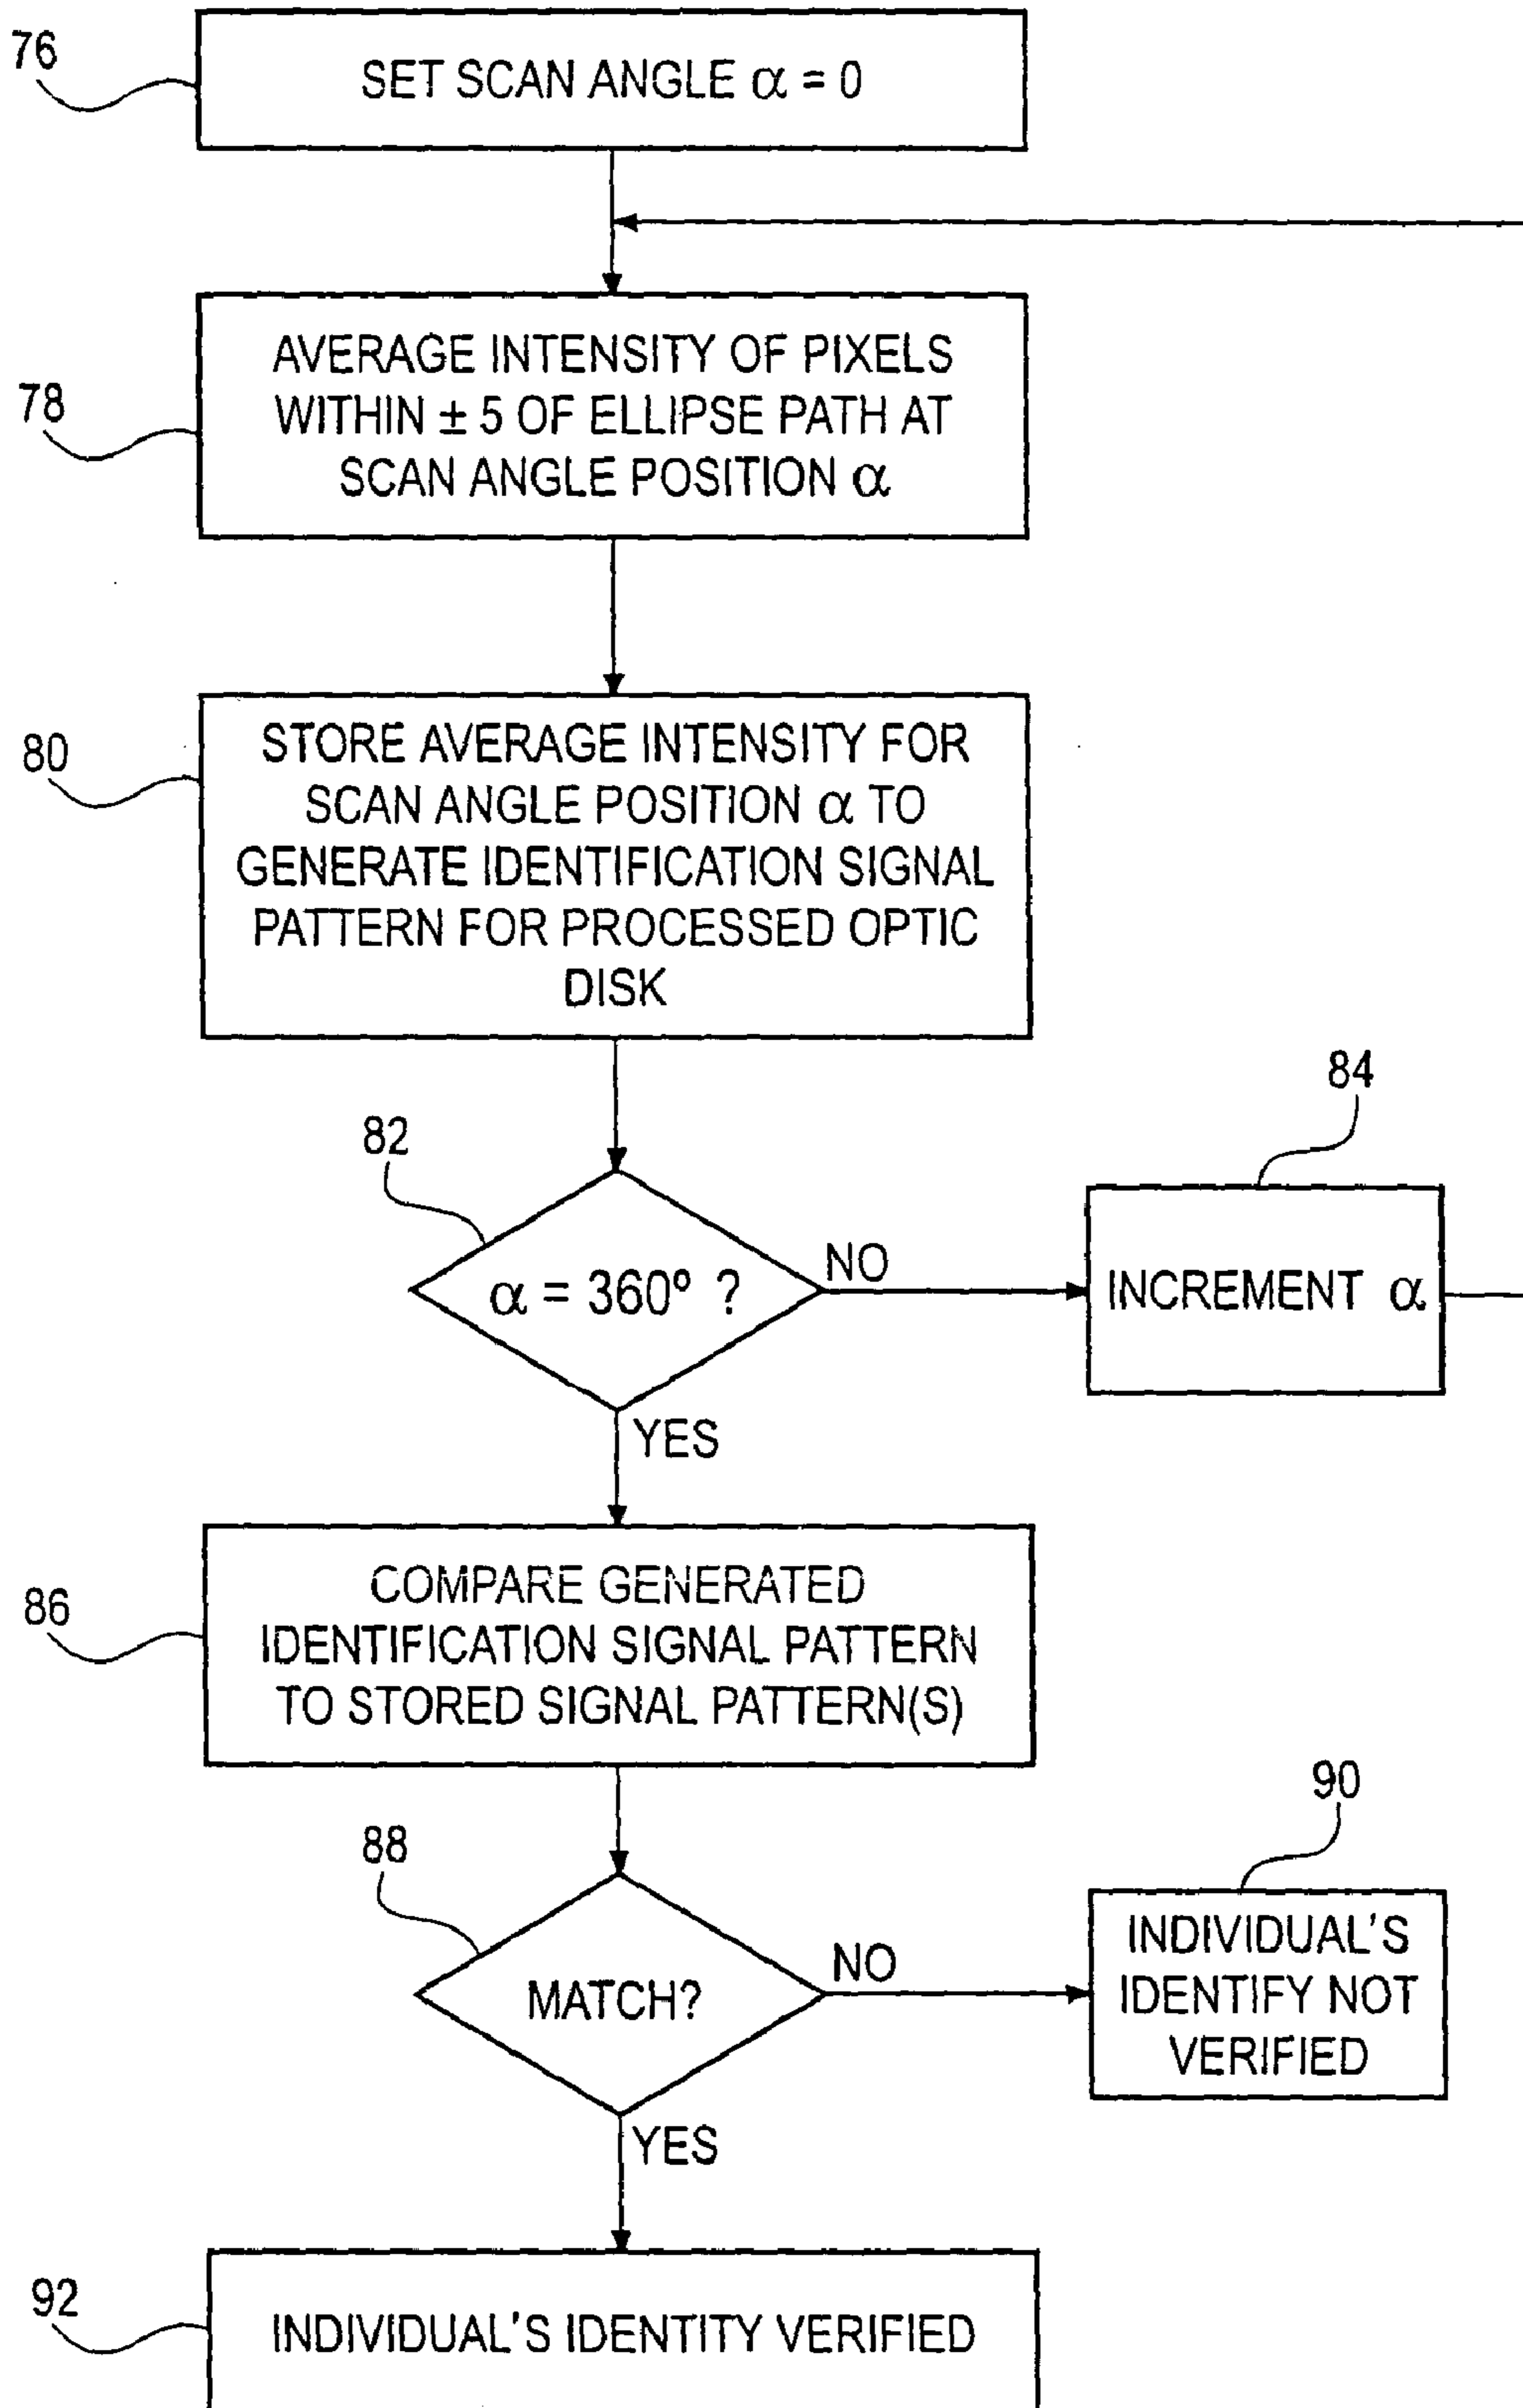 76
SET SCAN ANGLE α = 0
78
AVERAGE INTENSITY OF PIXELS
WITHIN ± 5 OF ELLIPSE PATH AT
SCAN ANGLE POSITION α
80
STORE AVERAGE INTENSITY FOR
SCAN ANGLE POSITION α TO
GENERATE IDENTIFICATION SIGNAL
PATTERN FOR PROCESSED OPTIC
DISK
82
α = 360º ?
NO
84
INCREMENT α
YES
86
COMPARE GENERATED
IDENTIFICATION SIGNAL PATTERN
TO STORED SIGNAL PATTERN(S)
88
MATCH?
NO
90
INDIVIDUAL'S
IDENTIFY NOT
VERIFIED
YES
92
INDIVIDUAL'S IDENTITY VERIFIED